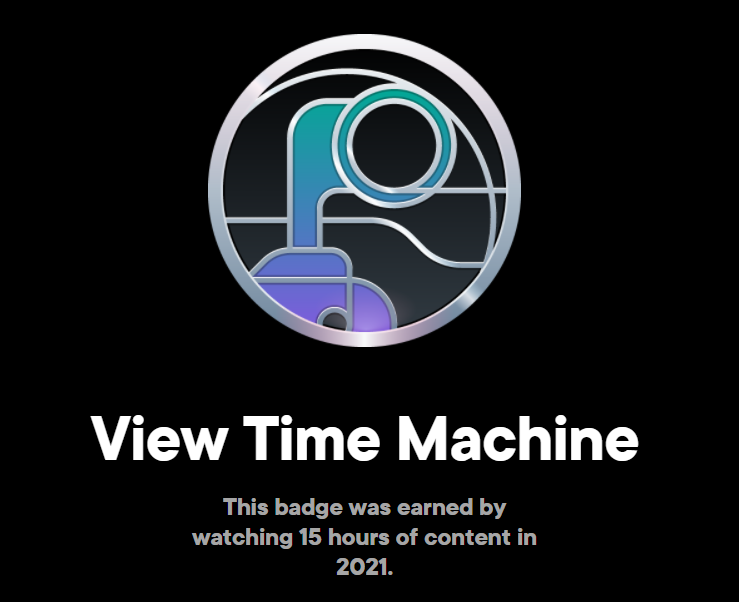 View Time Machine
This badge was earned by
watching 15 hours of content in
2021.